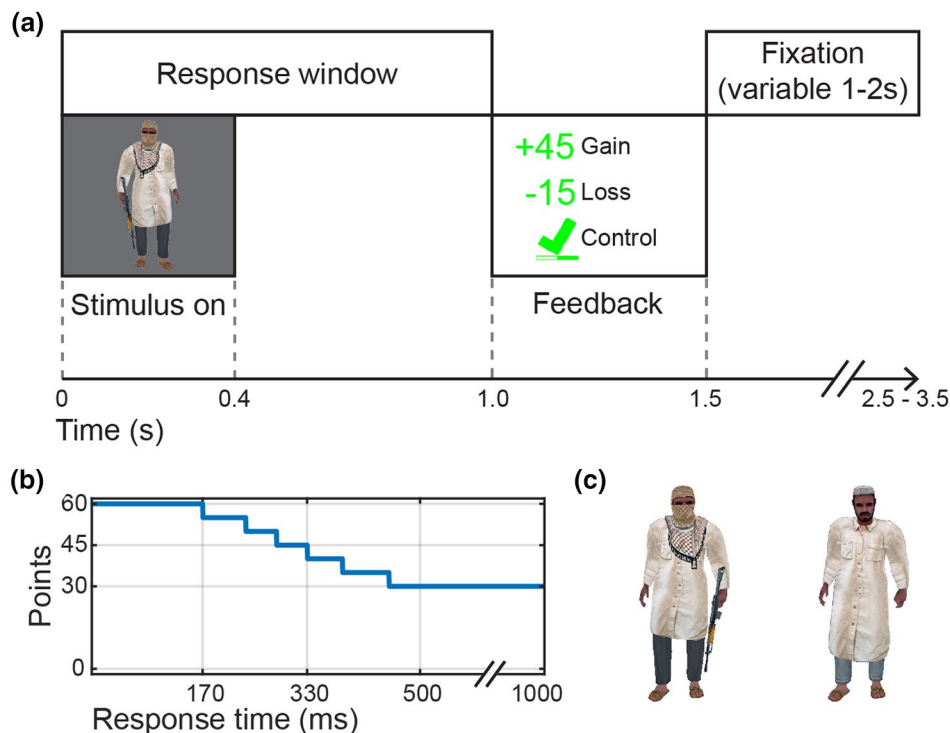 (a)
Response window
Fixation
(variable 1-2s)
+45 Gain
-15 Loss
Control
Stimulus on
Feedback
0
0.4
1.0
1.5
2.5 - 3.5
Time (s)
(b)
60
45
30
0
Points
170
330
500
1000
Response time (ms)
(c)